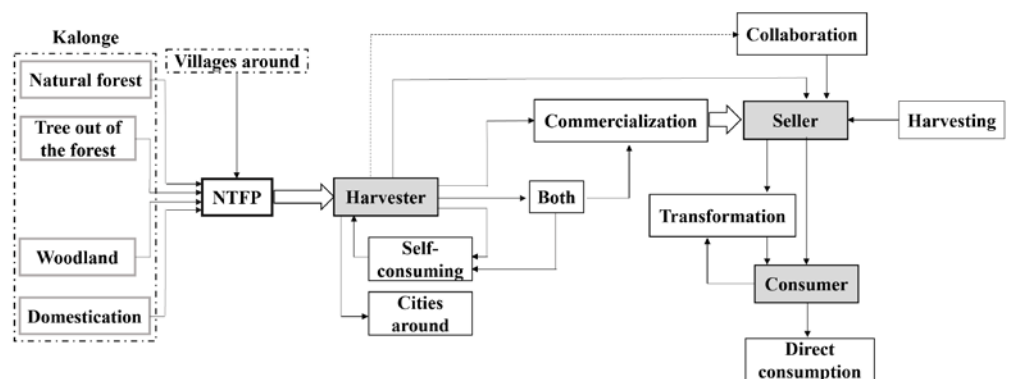 Kalonge
Natural forest
Tree out of
the forest
Woodland
Domestication
Villages around
NTFP
Harvester
Self-
consuming
Cities
around
Both
Commercialization
Collaboration
Seller
Harvesting
Transformation
Consumer
Direct
consumption